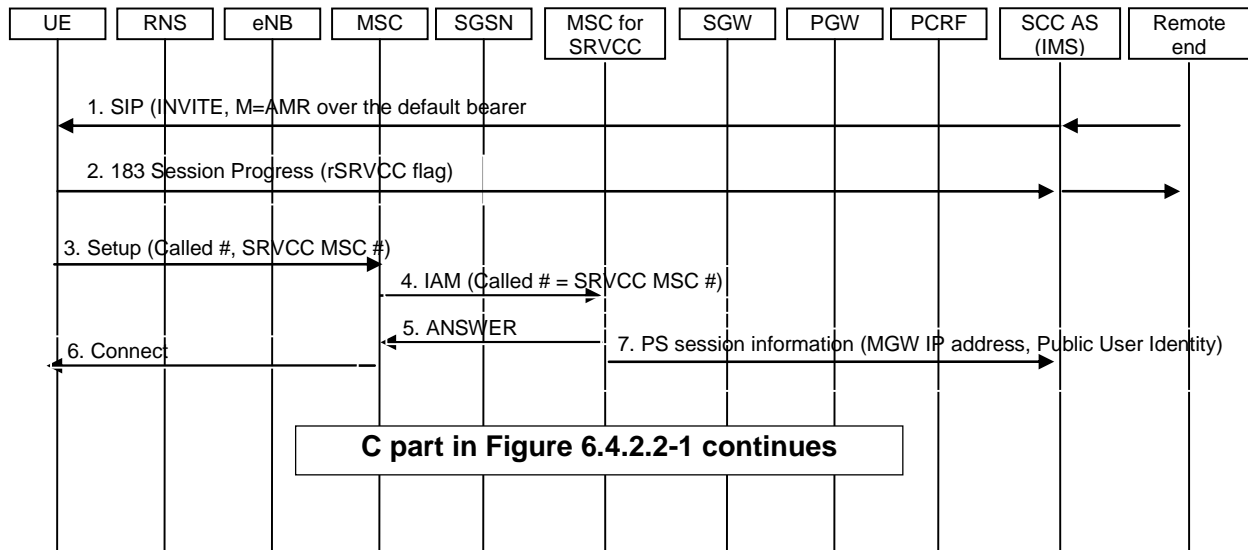 UE RNS eNB MSC SGSN MSC for SRVCC SGW PGW PCRF SCC AS (IMS) Remote end
1. SIP (INVITE, M=AMR over the default bearer
2. 183 Session Progress (rSRVCC flag)
3. Setup (Called #, SRVCC MSC #)
4. IAM (Called # = SRVCC MSC #)
5. ANSWER
6. Connect
7. PS session information (MGW IP address, Public User Identity)
C part in Figure 6.4.2.2-1 continues